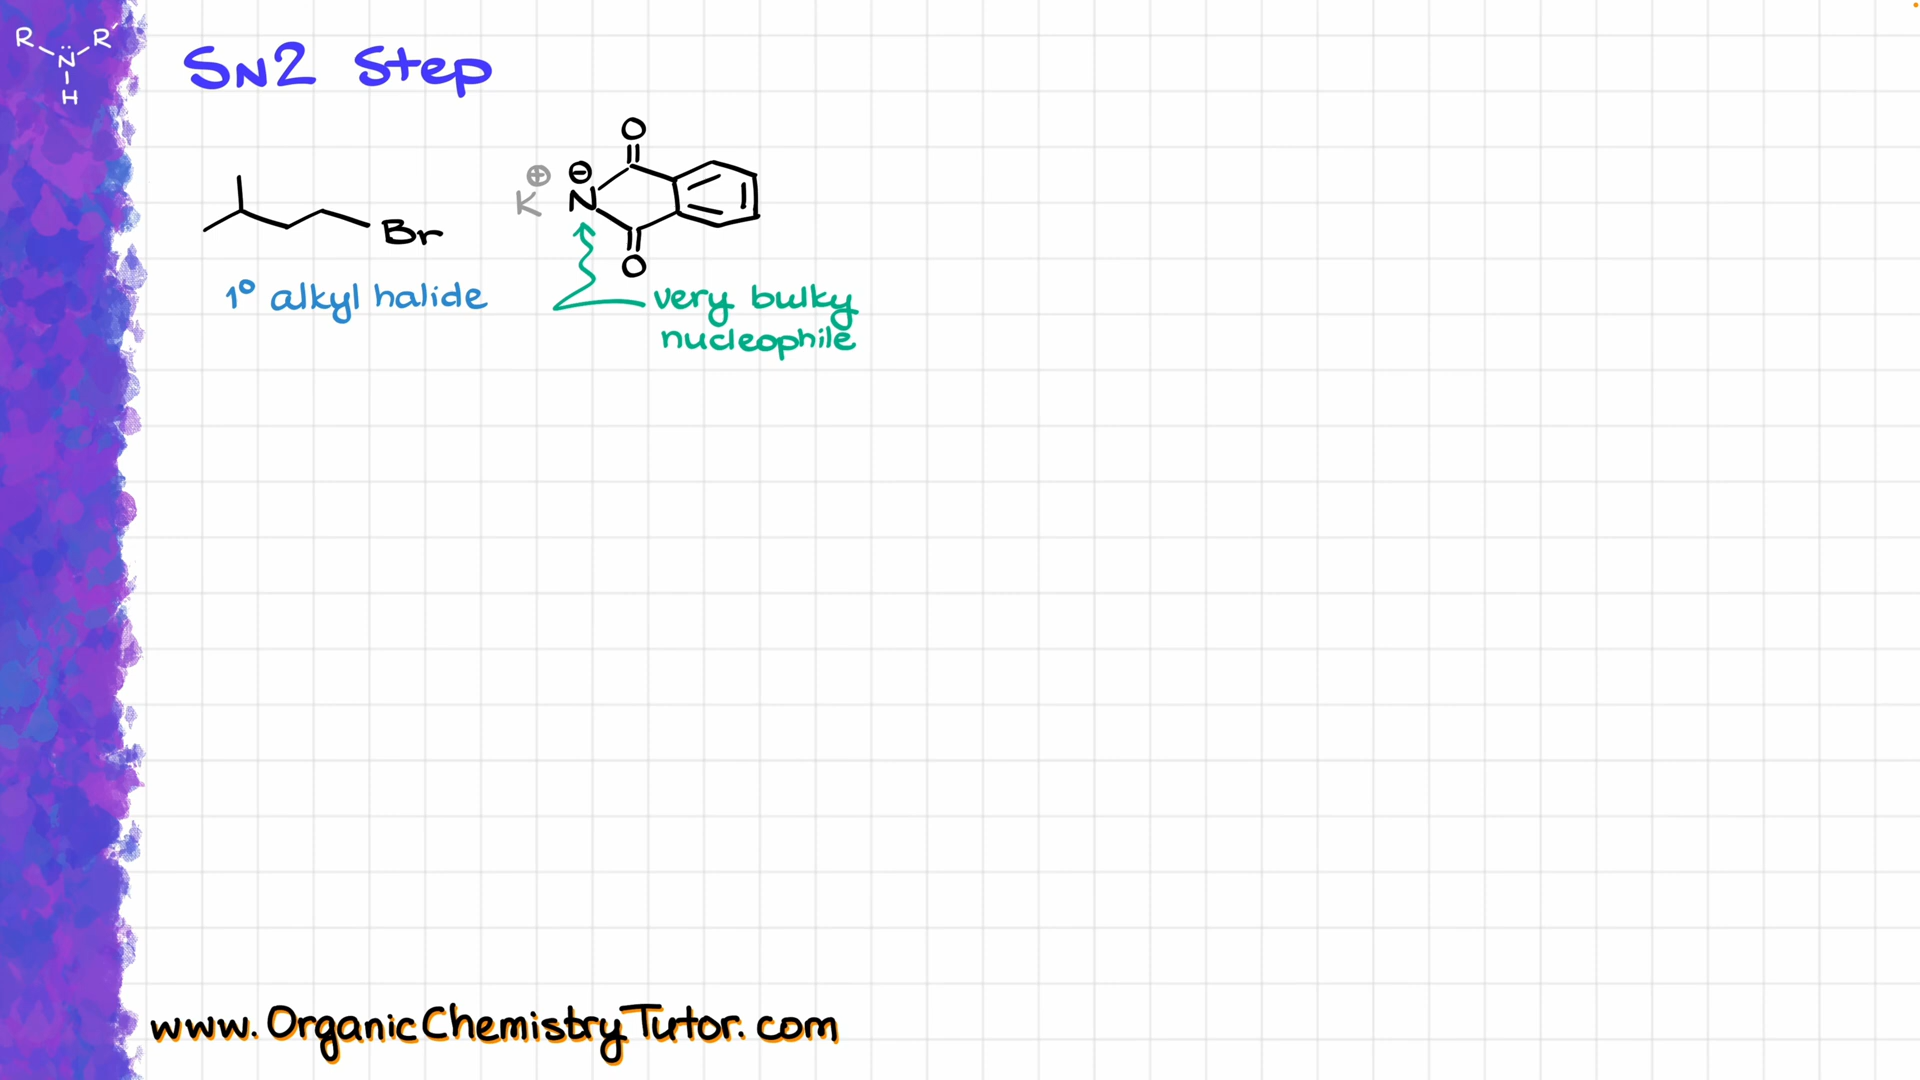 R N̈ R'
H
SN2 Step
O
K⊕ N⊖
Br
O
1° alkyl halide
very bulky
nucleophile
www.OrganicChemistryTutor.com